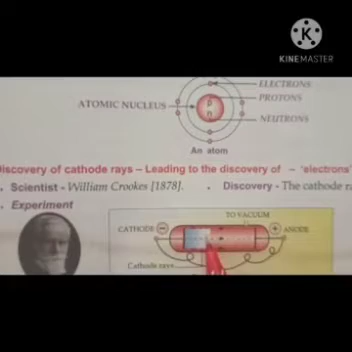 KINEMASTER
ELECTRONS
ATOMIC NUCLEUS
PROTONS
p
n
NEUTRONS
An atom
Discovery of cathode rays – Leading to the discovery of – 'electrons'
Scientist - William Crookes [1878]. • Discovery - The cathode
Experiment
TO VACUUM
CATHODE
ANODE
Cathode rays